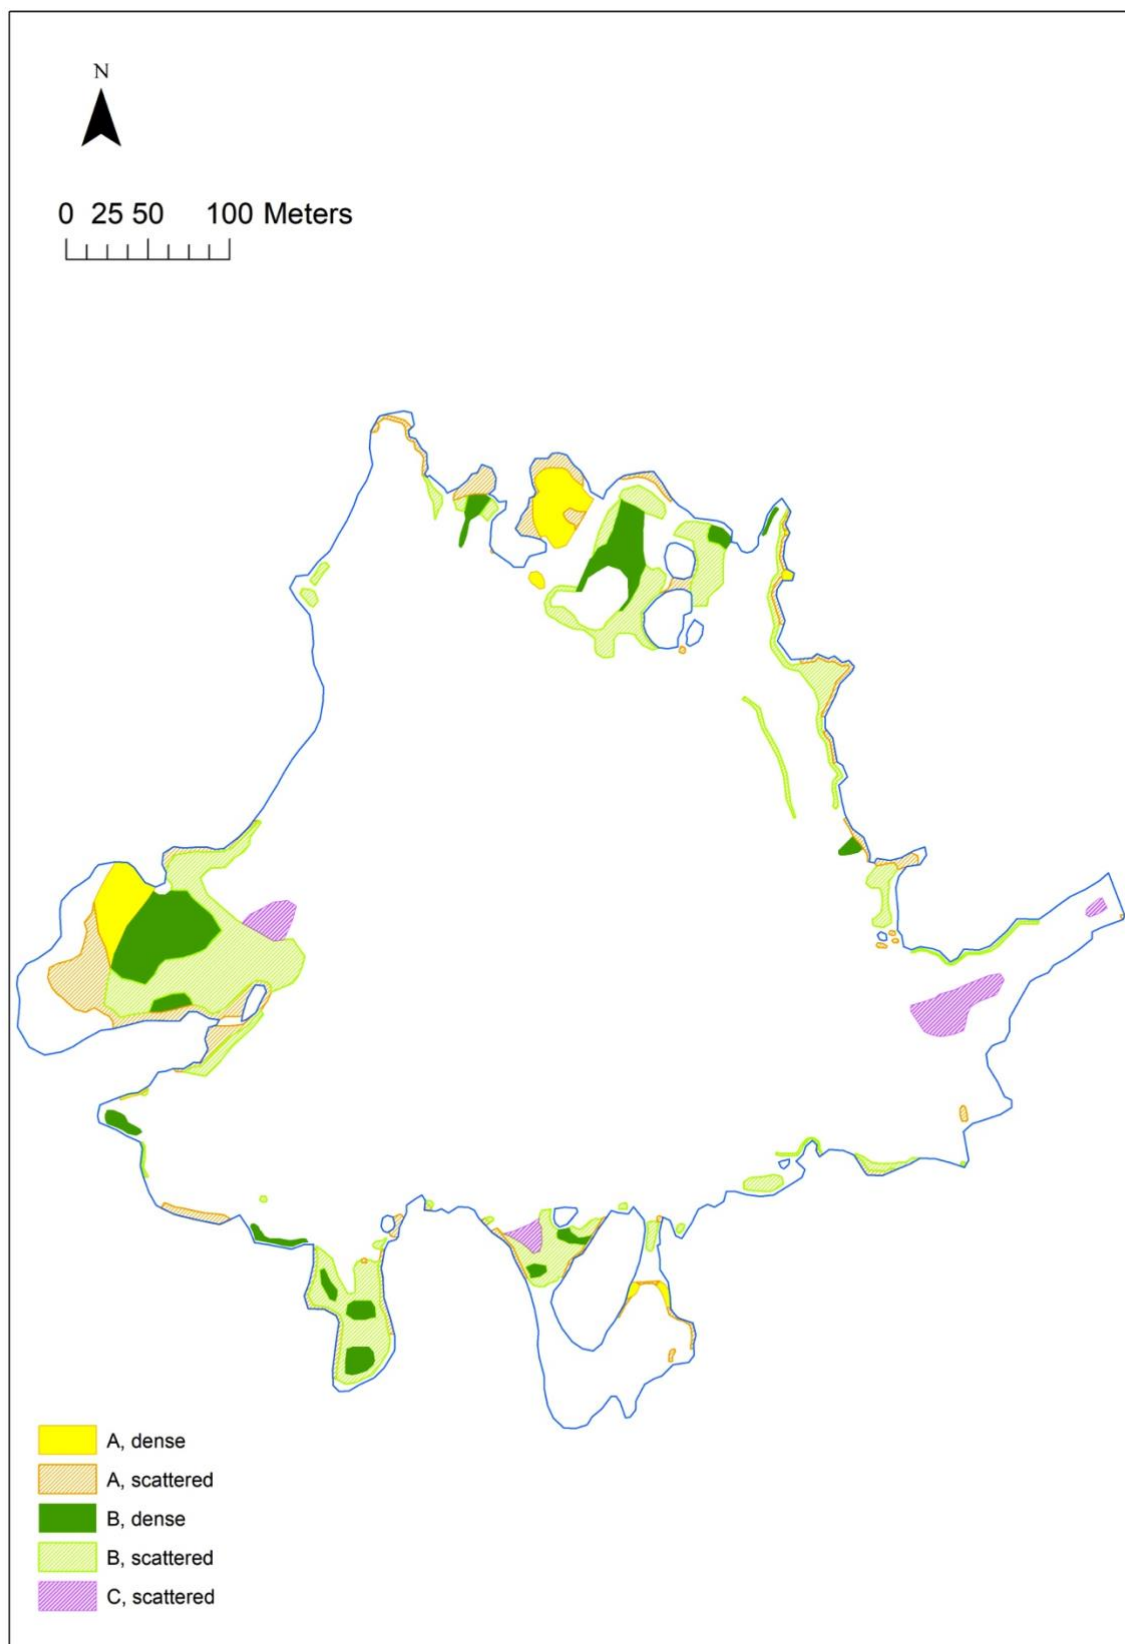 N
0 25 50 100 Meters
A, dense
A, scattered
B, dense
B, scattered
C, scattered